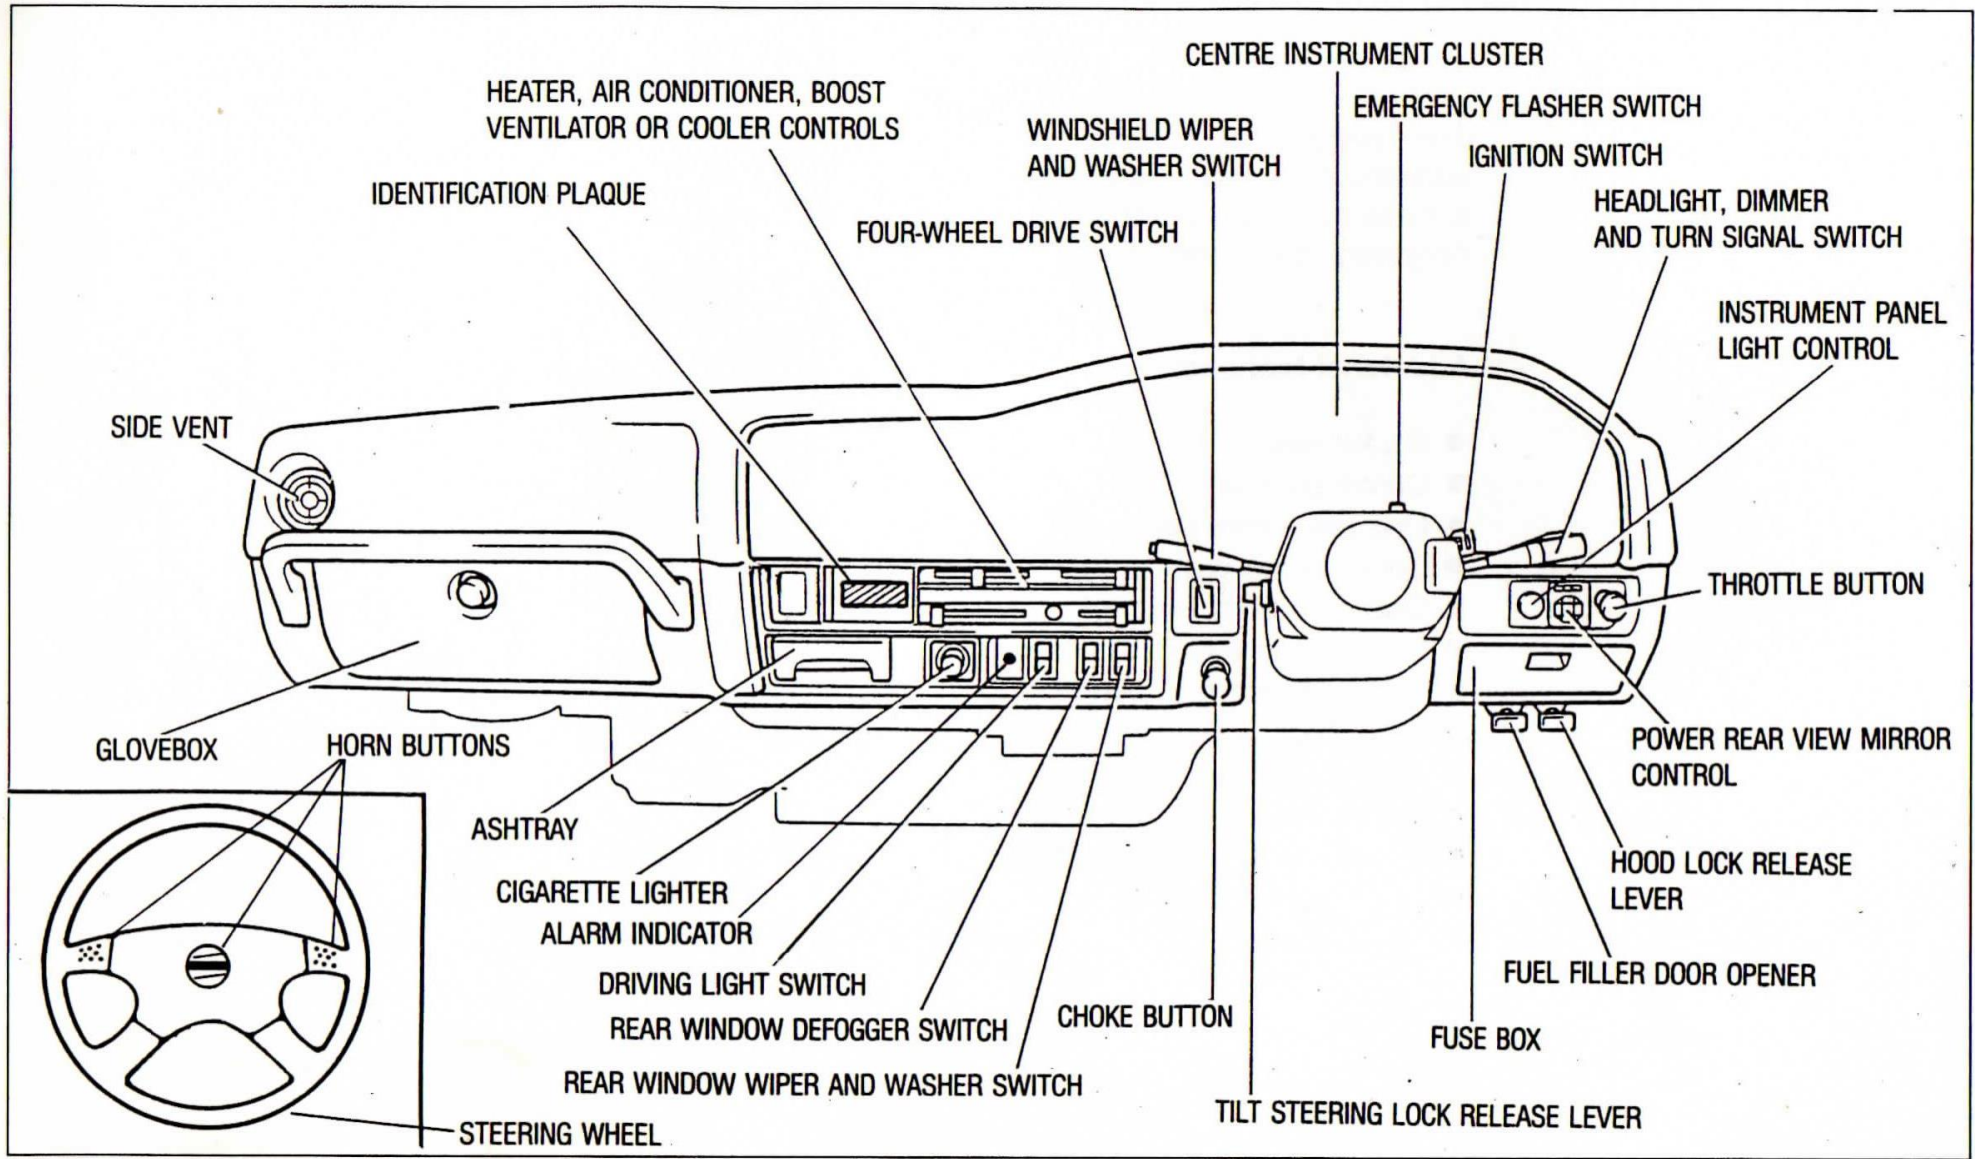 CENTRE INSTRUMENT CLUSTER
HEATER, AIR CONDITIONER, BOOST
VENTILATOR OR COOLER CONTROLS
EMERGENCY FLASHER SWITCH
WINDSHIELD WIPER
AND WASHER SWITCH
IGNITION SWITCH
IDENTIFICATION PLAQUE
HEADLIGHT, DIMMER
AND TURN SIGNAL SWITCH
FOUR-WHEEL DRIVE SWITCH
INSTRUMENT PANEL
LIGHT CONTROL
SIDE VENT
THROTTLE BUTTON
GLOVEBOX
HORN BUTTONS
POWER REAR VIEW MIRROR
CONTROL
ASHTRAY
HOOD LOCK RELEASE
LEVER
CIGARETTE LIGHTER
ALARM INDICATOR
DRIVING LIGHT SWITCH
FUEL FILLER DOOR OPENER
REAR WINDOW DEFOGGER SWITCH
CHOKE BUTTON
FUSE BOX
REAR WINDOW WIPER AND WASHER SWITCH
TILT STEERING LOCK RELEASE LEVER
STEERING WHEEL